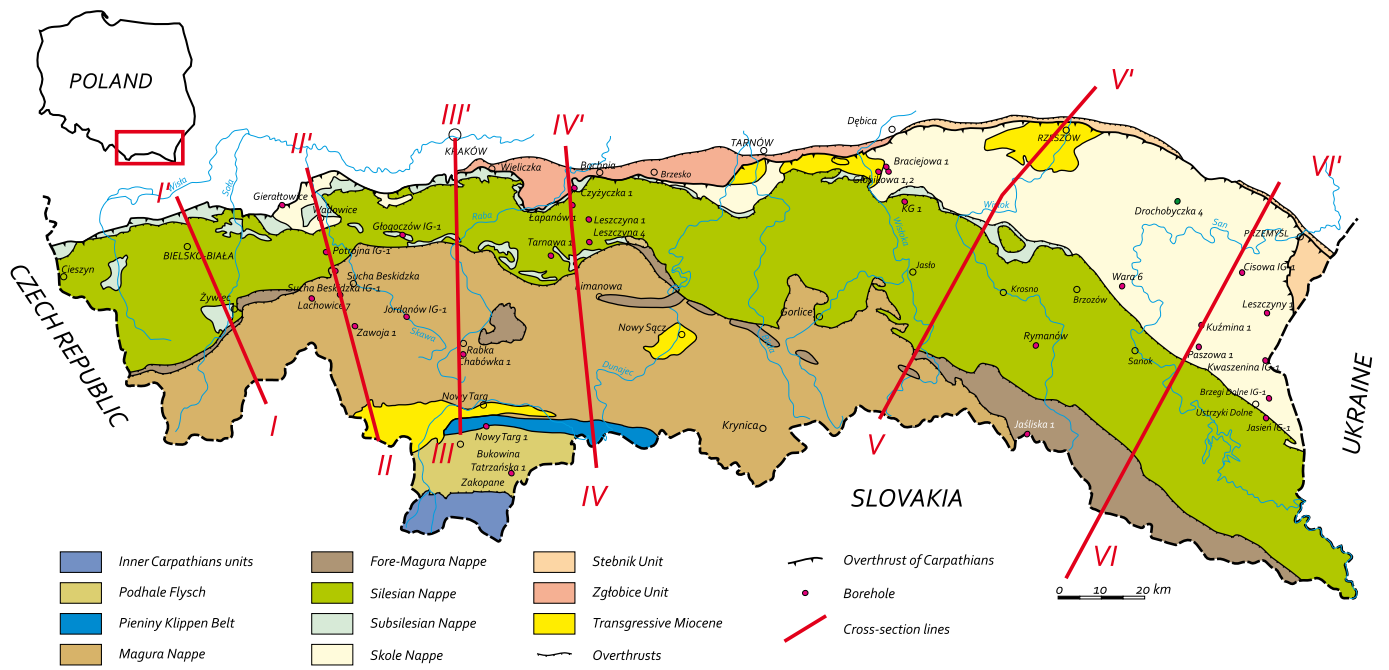 POLAND
CZECH REPUBLIC
SLOVAKIA
UKRAINE
I'
II'
III'
IV'
V'
VI'
I
II
III
IV
V
VI
KRAKÓW
Wieliczka
Bochnia
Brzesko
TARNÓW
Dębica
RZESZÓW
Braciejowa 1
Głobikowa 1,2
KG 1
Drochobyczka 4
PRZEMYŚL
San
Wisłok
Wisłoka
Wisła
Soła
Gierałtowice
Wadowice
Głogoczów IG-1
Raba
Łapanów 1
Czyżyczka 1
Leszczyna 1
Leszczyna 4
Tarnawa 1
Limanowa
BIELSKO-BIAŁA
Cieszyn
Żywiec
Potrójna IG-1
Sucha Beskidzka
Sucha Beskidzka IG-1
Lachowice 7
Zawoja 1
Jordanów IG-1
Skawa
Rabka
Chabówka 1
Nowy Sącz
Dunajec
Gorlice
Jasło
Krosno
Brzozów
Wara 6
Cisowa IG-1
Leszczyny 1
Kuźmina 1
Rymanów
Sanok
Paszowa 1
Kwaszenina IG-1
Brzegi Dolne IG-1
Ustrzyki Dolne
Jasień IG-1
Nowy Targ
Nowy Targ 1
Bukowina
Tatrzańska 1
Zakopane
Krynica
Jaśliska 1
0 10 20 km
Inner Carpathians units
Podhale Flysch
Pieniny Klippen Belt
Magura Nappe
Fore-Magura Nappe
Silesian Nappe
Subsilesian Nappe
Skole Nappe
Stebnik Unit
Zgłobice Unit
Transgressive Miocene
Overthrusts
Overthrust of Carpathians
Borehole
Cross-section lines